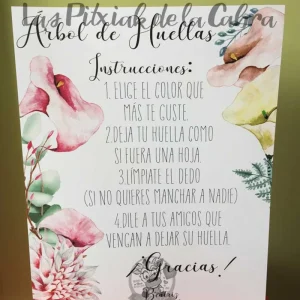 Las Pitxiak de la Cabra
Árbol de Huellas
Instrucciones:
1. ELIGE EL COLOR QUE
MÁS TE GUSTE.
2.DEJA TU HUELLA COMO
SI FUERA UNA HOJA.
3.LÍMPIATE EL DEDO
(SI NO QUIERES MANCHAR A NADIE)
4.DILE A TUS AMIGOS QUE
VENGAN A DEJAR SU HUELLA.
¡Gracias!